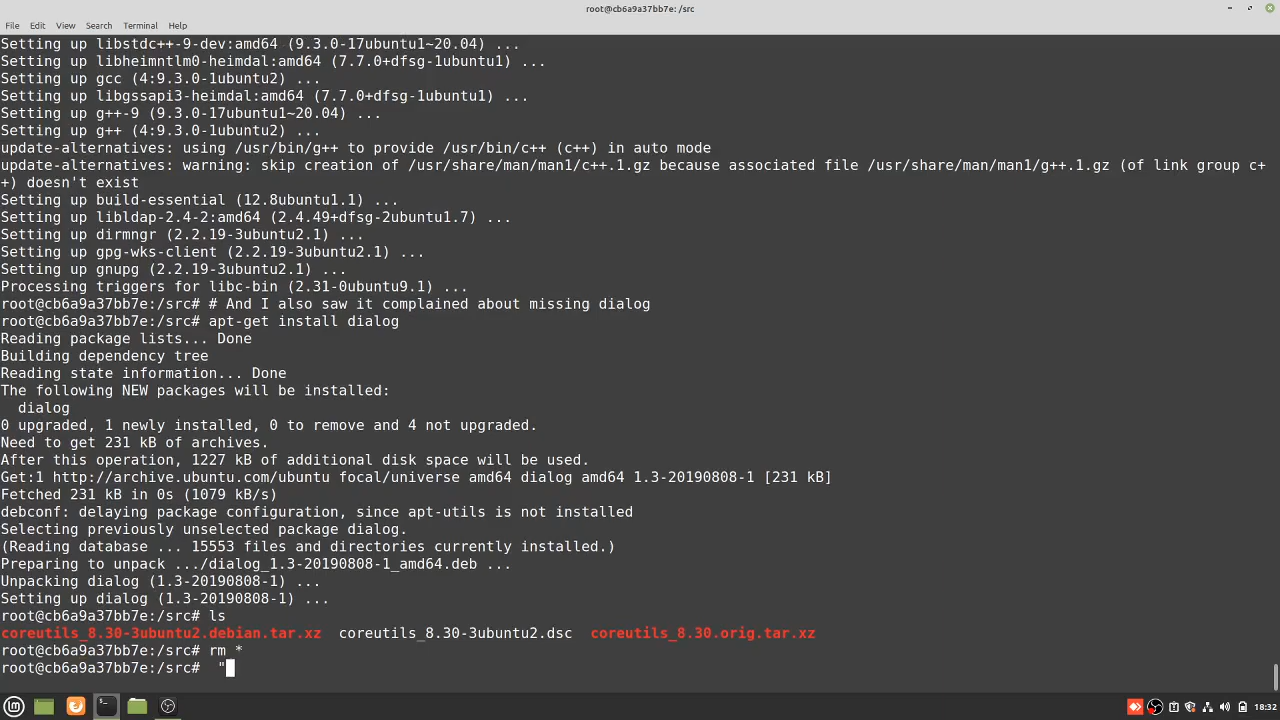 root@cb6a9a37bb7e: /src
File Edit View Search Terminal Help
Setting up libstdc++-9-dev:amd64 (9.3.0-17ubuntu1~20.04) ...
Setting up libheimntlm0-heimdal:amd64 (7.7.0+dfsg-1ubuntu1) ...
Setting up gcc (4:9.3.0-1ubuntu2) ...
Setting up libgssapi3-heimdal:amd64 (7.7.0+dfsg-1ubuntu1) ...
Setting up g++-9 (9.3.0-17ubuntu1~20.04) ...
Setting up g++ (4:9.3.0-1ubuntu2) ...
update-alternatives: using /usr/bin/g++ to provide /usr/bin/c++ (c++) in auto mode
update-alternatives: warning: skip creation of /usr/share/man/man1/c++.1.gz because associated file /usr/share/man/man1/g++.1.gz (of link group c+
+) doesn't exist
Setting up build-essential (12.8ubuntu1.1) ...
Setting up libldap-2.4-2:amd64 (2.4.49+dfsg-2ubuntu1.7) ...
Setting up dirmngr (2.2.19-3ubuntu2.1) ...
Setting up gpg-wks-client (2.2.19-3ubuntu2.1) ...
Setting up gnupg (2.2.19-3ubuntu2.1) ...
Processing triggers for libc-bin (2.31-0ubuntu9.1) ...
root@cb6a9a37bb7e:/src# # And I also saw it complained about missing dialog
root@cb6a9a37bb7e:/src# apt-get install dialog
Reading package lists... Done
Building dependency tree
Reading state information... Done
The following NEW packages will be installed:
  dialog
0 upgraded, 1 newly installed, 0 to remove and 4 not upgraded.
Need to get 231 kB of archives.
After this operation, 1227 kB of additional disk space will be used.
Get:1 http://archive.ubuntu.com/ubuntu focal/universe amd64 dialog amd64 1.3-20190808-1 [231 kB]
Fetched 231 kB in 0s (1079 kB/s)
debconf: delaying package configuration, since apt-utils is not installed
Selecting previously unselected package dialog.
(Reading database ... 15553 files and directories currently installed.)
Preparing to unpack .../dialog_1.3-20190808-1_amd64.deb ...
Unpacking dialog (1.3-20190808-1) ...
Setting up dialog (1.3-20190808-1) ...
root@cb6a9a37bb7e:/src# ls
coreutils_8.30-3ubuntu2.debian.tar.xz  coreutils_8.30-3ubuntu2.dsc  coreutils_8.30.orig.tar.xz
root@cb6a9a37bb7e:/src# rm *
root@cb6a9a37bb7e:/src#  "
18:32